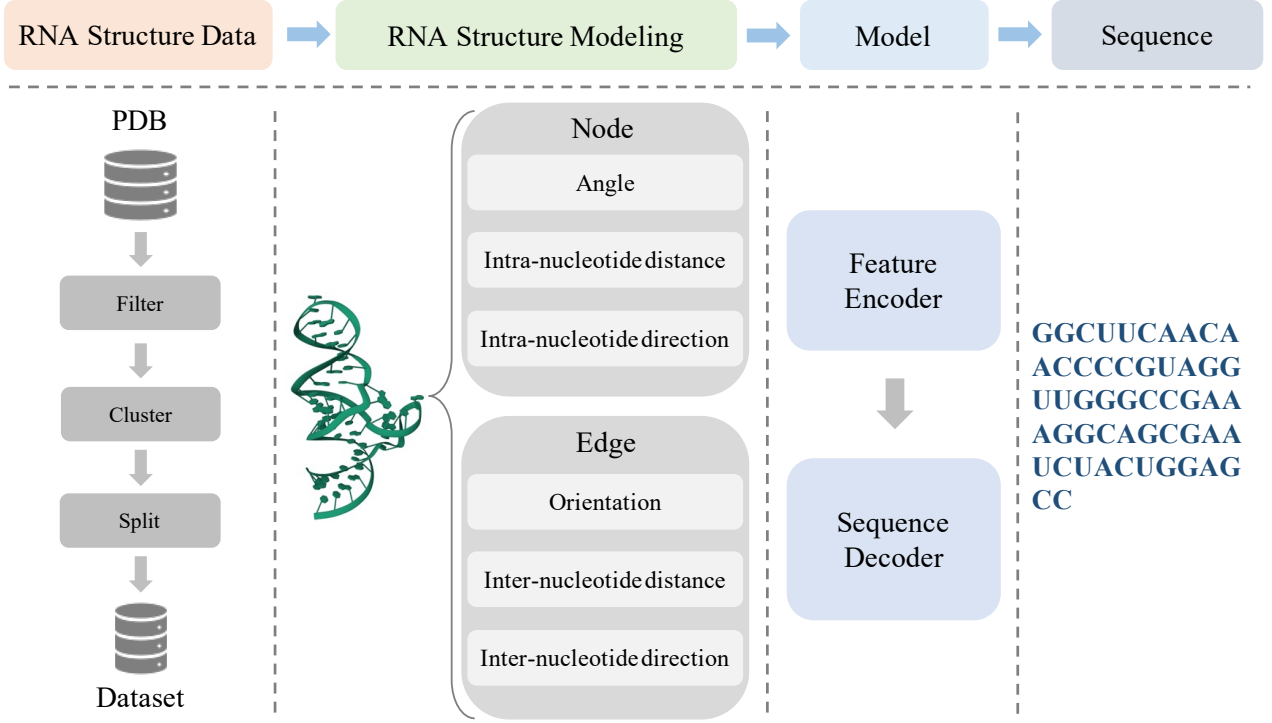 RNA Structure Data
RNA Structure Modeling
Model
Sequence
PDB
Filter
Cluster
Split
Dataset
Node
Angle
Intra-nucleotide distance
Intra-nucleotide direction
Edge
Orientation
Inter-nucleotide distance
Inter-nucleotide direction
Feature
Encoder
Sequence
Decoder
GGCUUCAACA
ACCCCGUAGG
UUGGGCCGAA
AGGCAGCGAA
UCUACUGGAG
CC